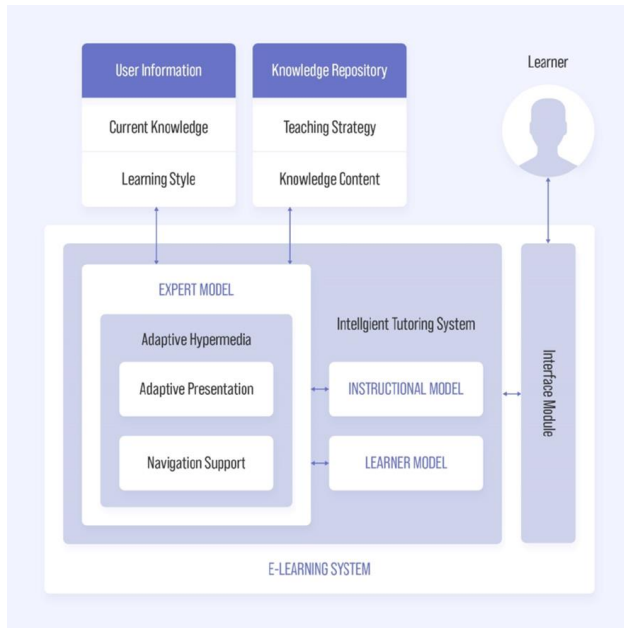 User Information
Current Knowledge
Learning Style
Knowledge Repository
Teaching Strategy
Knowledge Content
Learner
EXPERT MODEL
Adaptive Hypermedia
Adaptive Presentation
Navigation Support
Intellgient Tutoring System
INSTRUCTIONAL MODEL
LEARNER MODEL
Interface Module
E-LEARNING SYSTEM